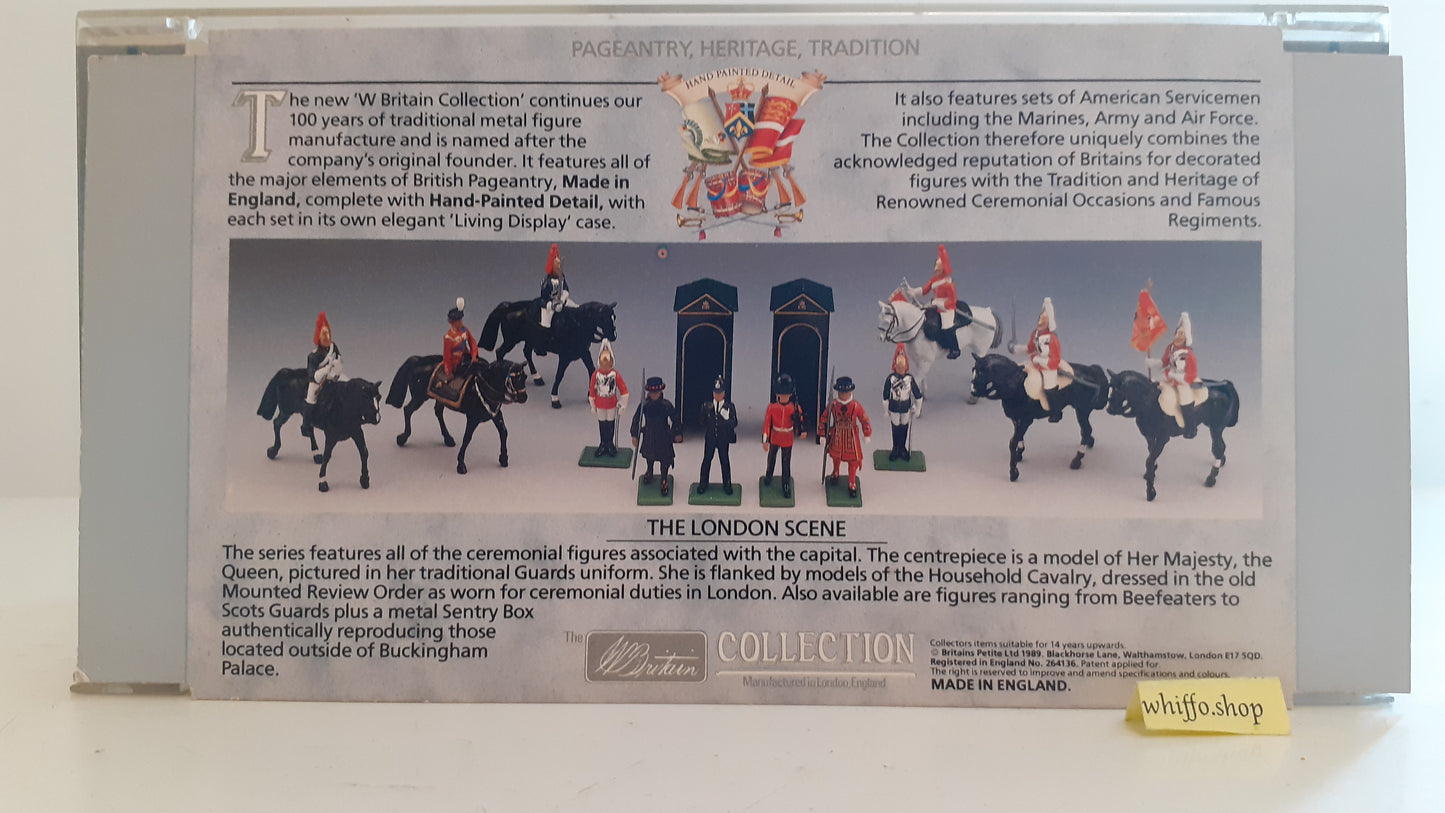 PAGEANTRY, HERITAGE, TRADITION
HAND PAINTED DETAIL
The new 'W Britain Collection' continues our
100 years of traditional metal figure
manufacture and is named after the
company's original founder. It features all of
the major elements of British Pageantry, Made in
England, complete with Hand-Painted Detail, with
each set in its own elegant 'Living Display' case.
It also features sets of American Servicemen
including the Marines, Army and Air Force.
The Collection therefore uniquely combines the
acknowledged reputation of Britains for decorated
figures with the Tradition and Heritage of
Renowned Ceremonial Occasions and Famous
Regiments.
THE LONDON SCENE
The series features all of the ceremonial figures associated with the capital. The centrepiece is a model of Her Majesty, the
Queen, pictured in her traditional Guards uniform. She is flanked by models of the Household Cavalry, dressed in the old
Mounted Review Order as worn for ceremonial duties in London. Also available are figures ranging from Beefeaters to
Scots Guards plus a metal Sentry Box
authentically reproducing those
located outside of Buckingham
Palace.
The W Britain COLLECTION
Manufactured in London, England
Collectors items suitable for 14 years upwards.
© Britains Petite Ltd 1989. Blackhorse Lane, Walthamstow, London E17 5QD.
Registered in England No. 264136. Patent applied for.
The right is reserved to improve and amend specifications and colours.
MADE IN ENGLAND.
whiffo.shop